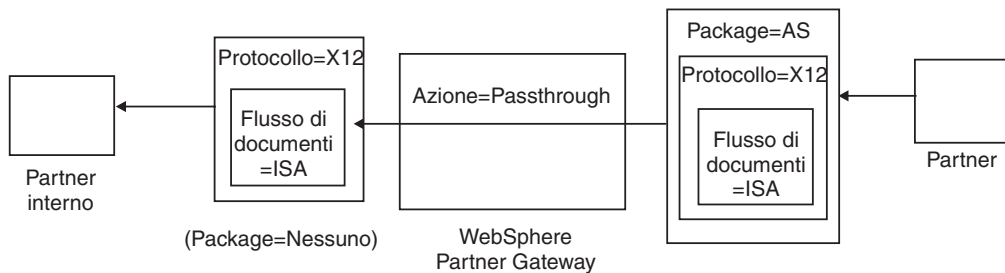 Package=AS
Protocollo=X12
Protocollo=X12
Azione=Passthrough
Flusso di
documenti
=ISA
Flusso di
documenti
=ISA
Partner
interno
Partner
(Package=Nessuno)
WebSphere
Partner Gateway